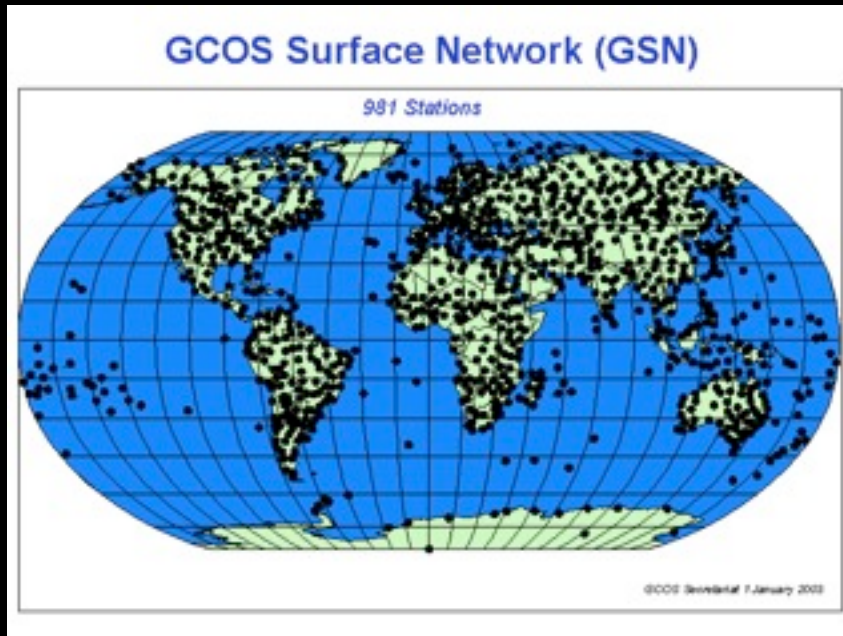 GCOS Surface Network (GSN)
981 Stations
GCOS Secretariat 1 January 2003